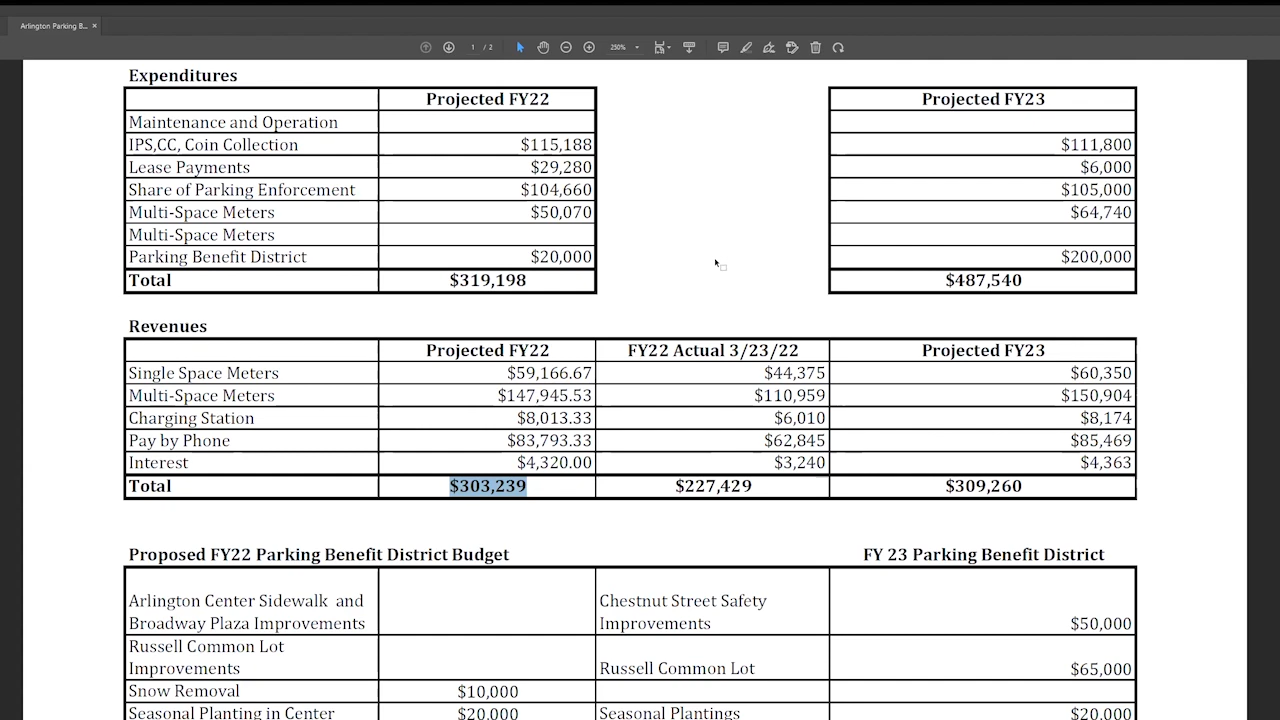 Arlington Parking B... ×
1 / 2 250%
Expenditures
Projected FY22 Projected FY23
Maintenance and Operation
IPS,CC, Coin Collection $115,188 $111,800
Lease Payments $29,280 $6,000
Share of Parking Enforcement $104,660 $105,000
Multi-Space Meters $50,070 $64,740
Multi-Space Meters
Parking Benefit District $20,000 $200,000
Total $319,198 $487,540
Revenues
Projected FY22 FY22 Actual 3/23/22 Projected FY23
Single Space Meters $59,166.67 $44,375 $60,350
Multi-Space Meters $147,945.53 $110,959 $150,904
Charging Station $8,013.33 $6,010 $8,174
Pay by Phone $83,793.33 $62,845 $85,469
Interest $4,320.00 $3,240 $4,363
Total $303,239 $227,429 $309,260
Proposed FY22 Parking Benefit District Budget FY 23 Parking Benefit District
Arlington Center Sidewalk and Chestnut Street Safety
Broadway Plaza Improvements Improvements $50,000
Russell Common Lot
Improvements Russell Common Lot $65,000
Snow Removal $10,000
Seasonal Planting in Center $20,000 Seasonal Plantings $20,000